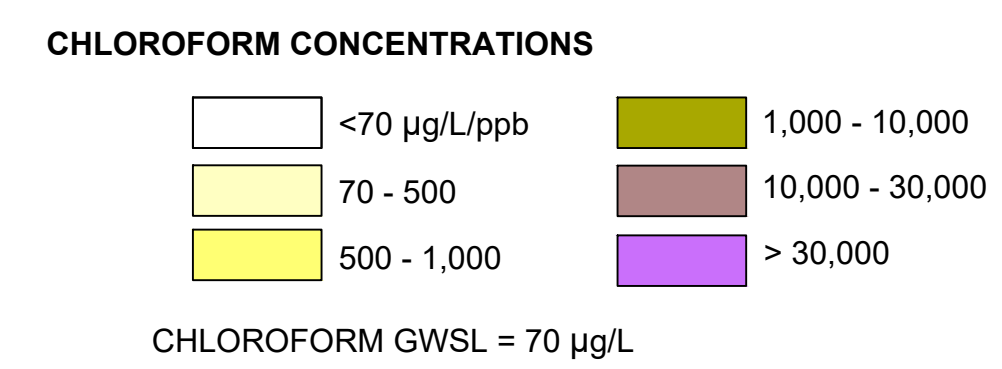 CHLOROFORM CONCENTRATIONS
<70 µg/L/ppb
70 - 500
500 - 1,000
1,000 - 10,000
10,000 - 30,000
> 30,000
CHLOROFORM GWSL = 70 µg/L